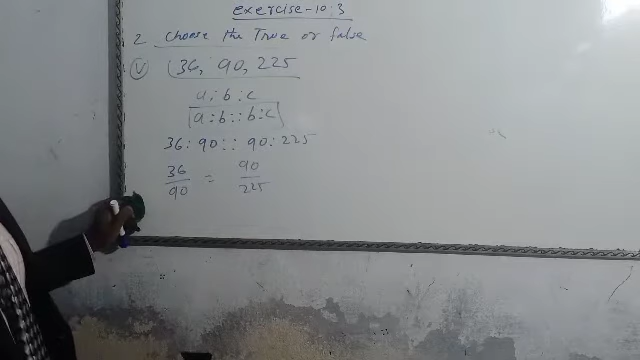 exercise-10:3
2 Choose the True or false
(v) (36, 90, 225
a : b : c
a : b :: b : c
36 : 90 :: 90 : 225
36/90 = 90/225